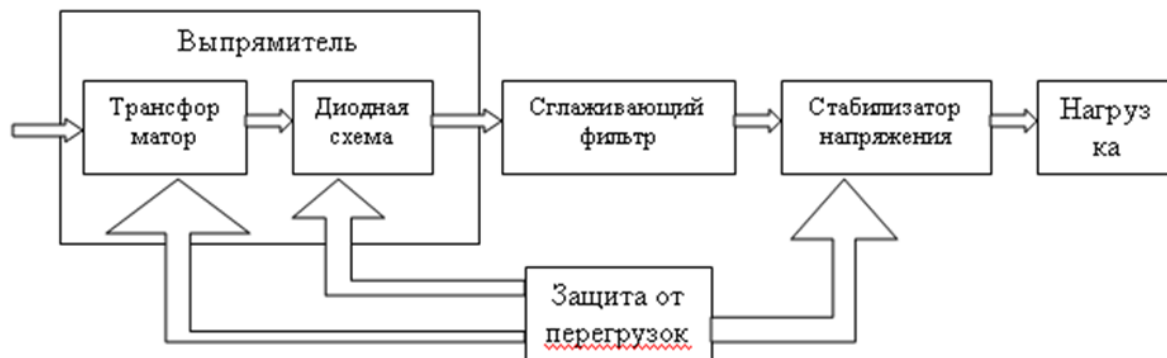 Выпрямитель
Трансфор
матор
Диодная
схема
Сглаживающий
фильтр
Стабилизатор
напряжения
Нагруз
ка
Защита от
перегрузок